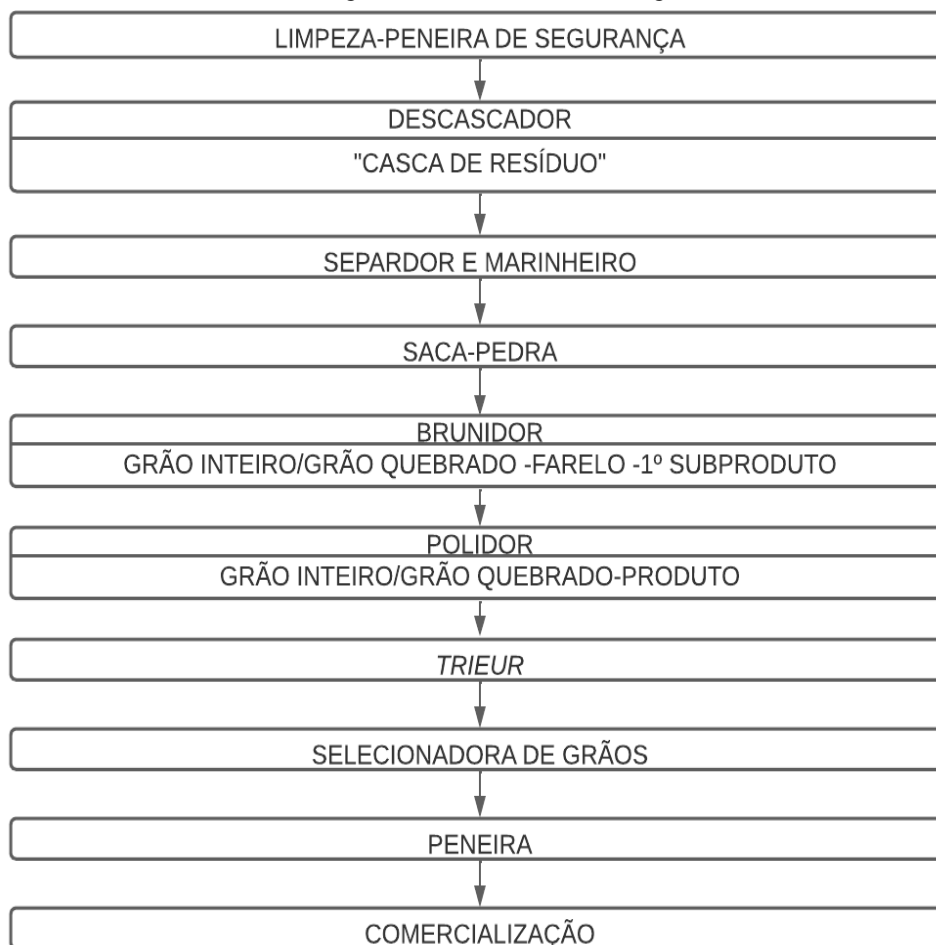 LIMPEZA-PENEIRA DE SEGURANÇA
DESCASCADOR
"CASCA DE RESÍDUO"
SEPARDOR E MARINHEIRO
SACA-PEDRA
BRUNIDOR
GRÃO INTEIRO/GRÃO QUEBRADO -FARELO -1º SUBPRODUTO
POLIDOR
GRÃO INTEIRO/GRÃO QUEBRADO-PRODUTO
TRIEUR
SELECIONADORA DE GRÃOS
PENEIRA
COMERCIALIZAÇÃO